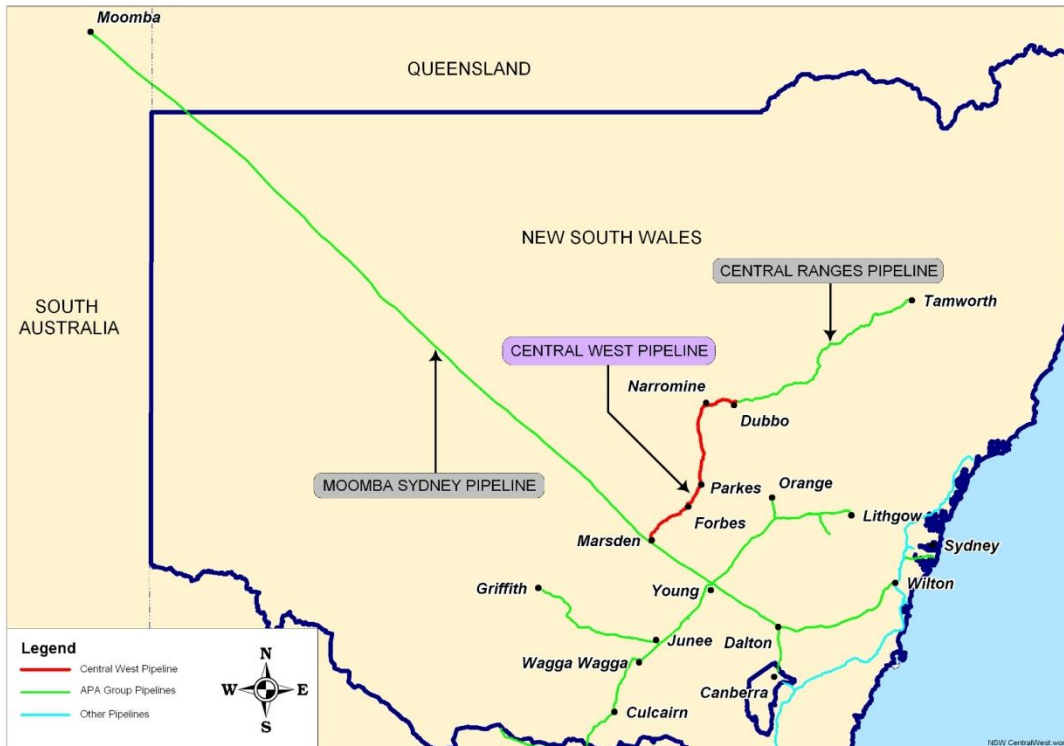 Moomba
QUEENSLAND
NEW SOUTH WALES
CENTRAL RANGES PIPELINE
Tamworth
SOUTH
AUSTRALIA
CENTRAL WEST PIPELINE
Narromine
Dubbo
MOOMBA SYDNEY PIPELINE
Parkes
Orange
Forbes
Lithgow
Marsden
Sydney
Griffith
Young
Wilton
Junee
Dalton
Wagga Wagga
Canberra
Culcairn
Legend
Central West Pipeline
APA Group Pipelines
Other Pipelines
N
W
E
S